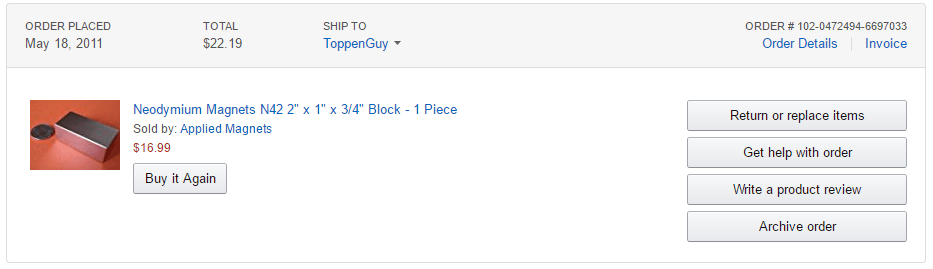 ORDER PLACED
May 18, 2011
TOTAL
$22.19
SHIP TO
ToppenGuy
ORDER # 102-0472494-6697033
Order Details
Invoice
Neodymium Magnets N42 2" x 1" x 3/4" Block - 1 Piece
Sold by: Applied Magnets
$16.99
Buy it Again
Return or replace items
Get help with order
Write a product review
Archive order